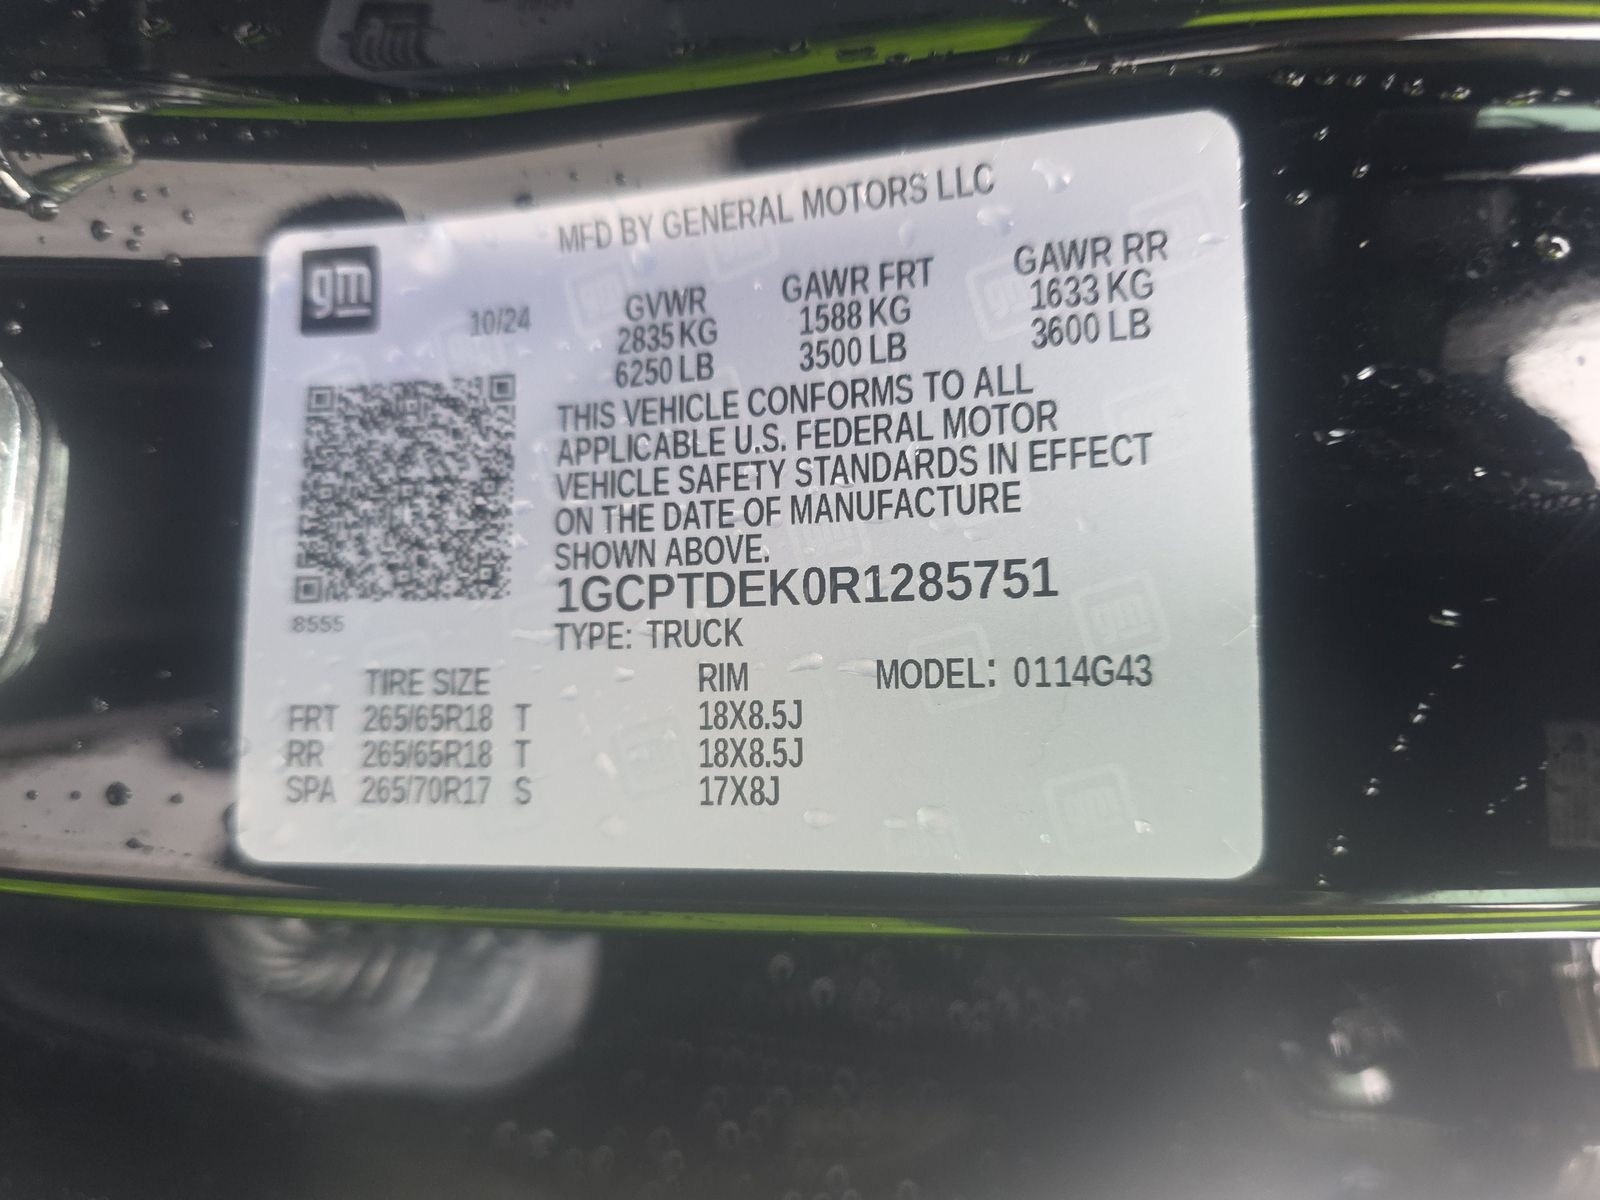 MFD BY GENERAL MOTORS LLC
gm
10/24
GVWR GAWR FRT GAWR RR
2835 KG 1588 KG 1633 KG
6250 LB 3500 LB 3600 LB
THIS VEHICLE CONFORMS TO ALL
APPLICABLE U.S. FEDERAL MOTOR
VEHICLE SAFETY STANDARDS IN EFFECT
ON THE DATE OF MANUFACTURE
SHOWN ABOVE.
1GCPTDEK0R1285751
8555
TYPE: TRUCK
TIRE SIZE RIM MODEL: 0114G43
FRT 265/65R18 T 18X8.5J
RR 265/65R18 T 18X8.5J
SPA 265/70R17 S 17X8J